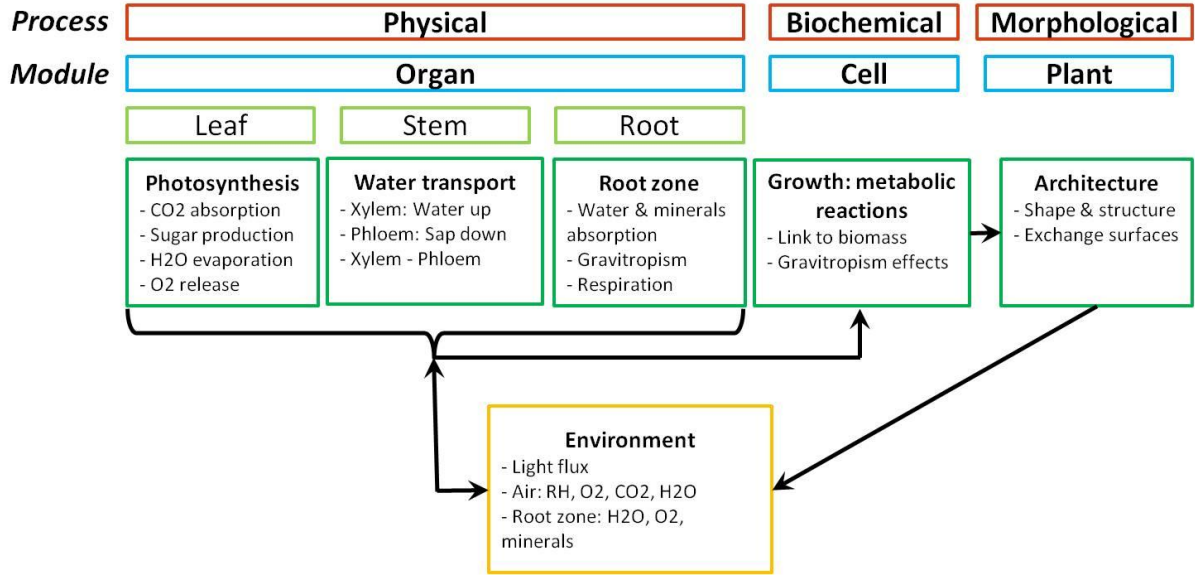 Process Physical Biochemical Morphological
Module Organ Cell Plant
Leaf Stem Root
Photosynthesis
- CO2 absorption
- Sugar production
- H2O evaporation
- O2 release
Water transport
- Xylem: Water up
- Phloem: Sap down
- Xylem - Phloem
Root zone
- Water & minerals
absorption
- Gravitropism
- Respiration
Growth: metabolic
reactions
- Link to biomass
- Gravitropism effects
Architecture
- Shape & structure
- Exchange surfaces
Environment
- Light flux
- Air: RH, O2, CO2, H2O
- Root zone: H2O, O2,
minerals